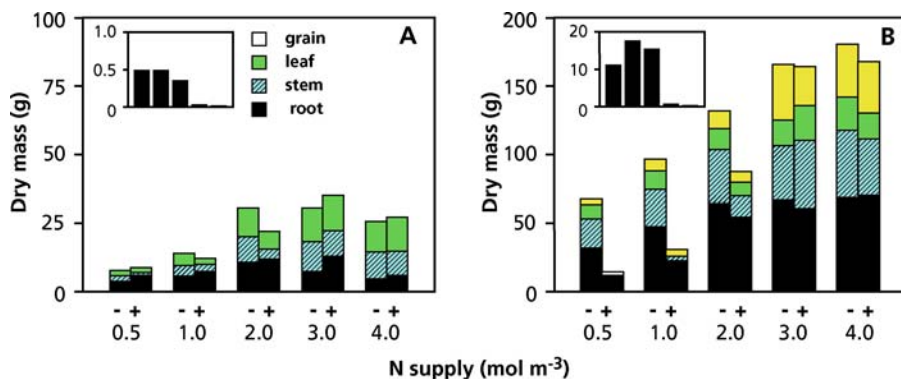 100
75
50
25
0
Dry mass (g)
1.0
0.5
0
grain
leaf
stem
root
A
- + - + - + - + - +
0.5 1.0 2.0 3.0 4.0
200
150
100
50
0
Dry mass (g)
20
10
0
B
- + - + - + - + - +
0.5 1.0 2.0 3.0 4.0
N supply (mol m⁻³)